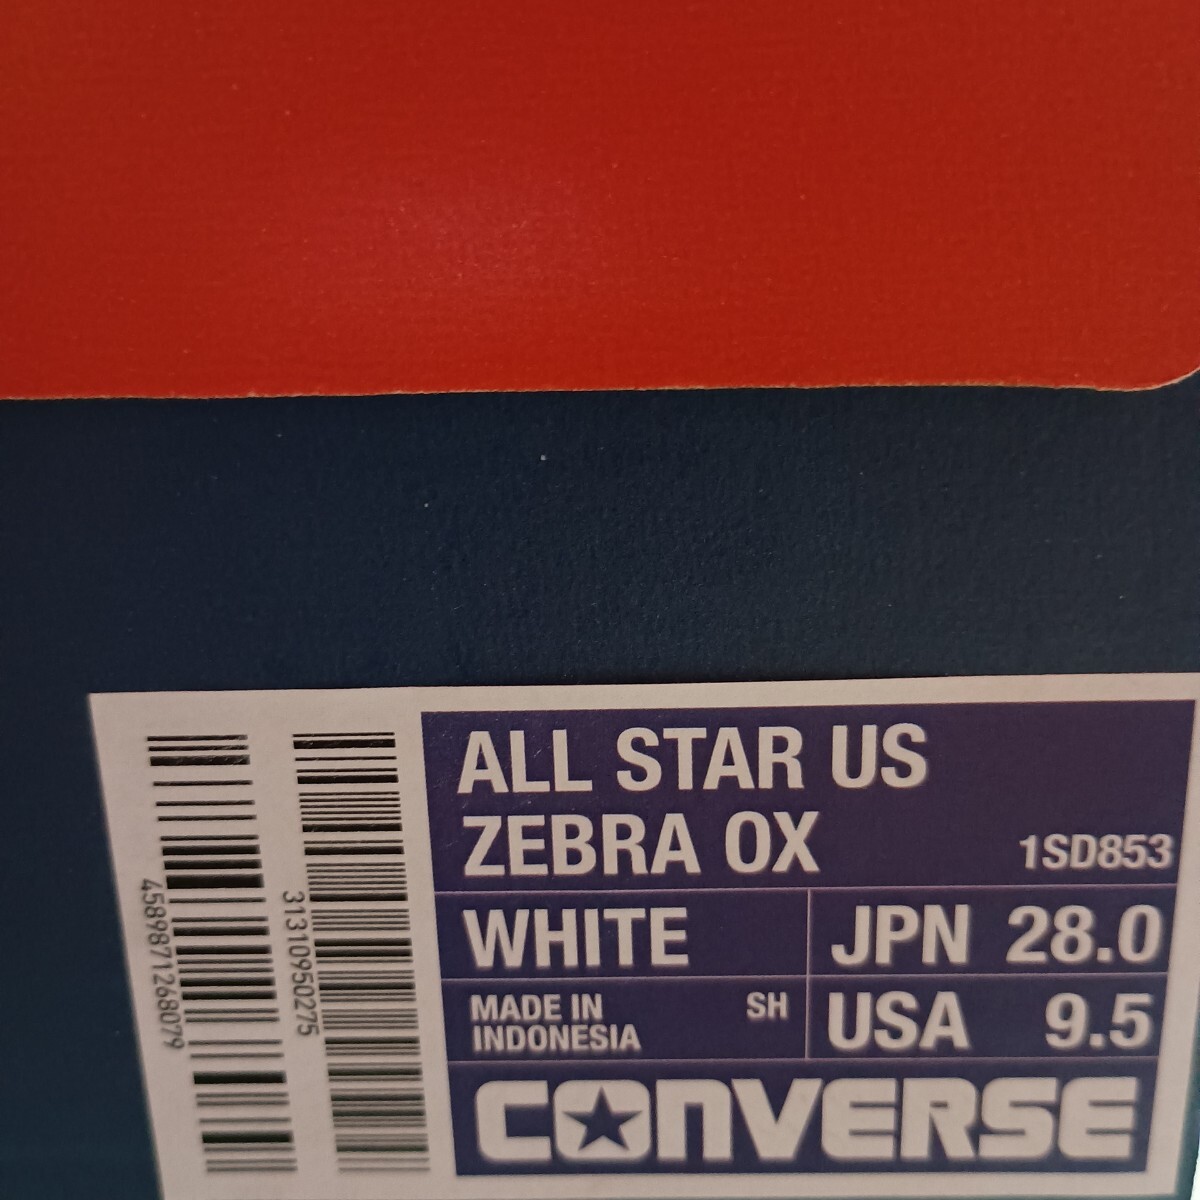 ALL STAR US
ZEBRA OX
1SD853
WHITE
JPN 28.0
MADE IN
INDONESIA
SH
USA 9.5
CONVERSE
4589871268079
31310950275